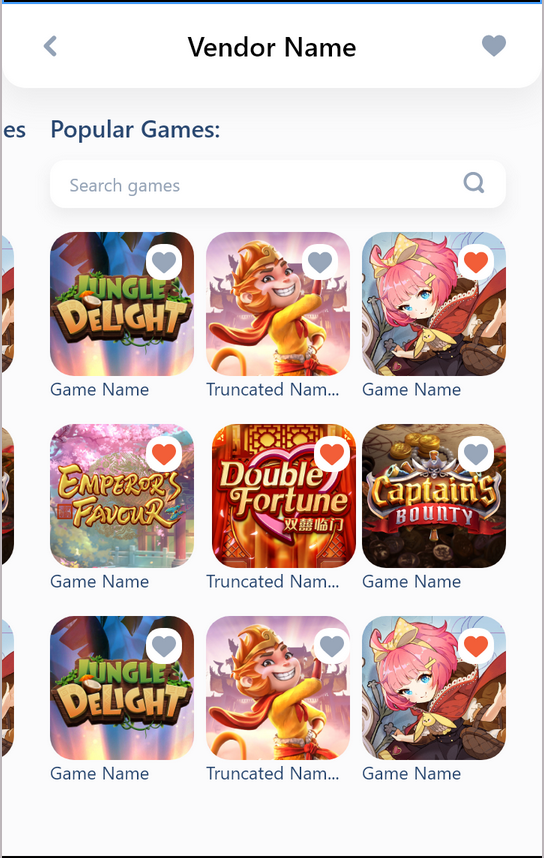 Vendor Name
es
Popular Games:
Search games
JUNGLE
DELIGHT
Game Name
Truncated Nam...
Game Name
EMPEROR'S
FAVOUR
Double
Fortune
双囍临门
Captain's
BOUNTY
Game Name
Truncated Nam...
Game Name
JUNGLE
DELIGHT
Game Name
Truncated Nam...
Game Name